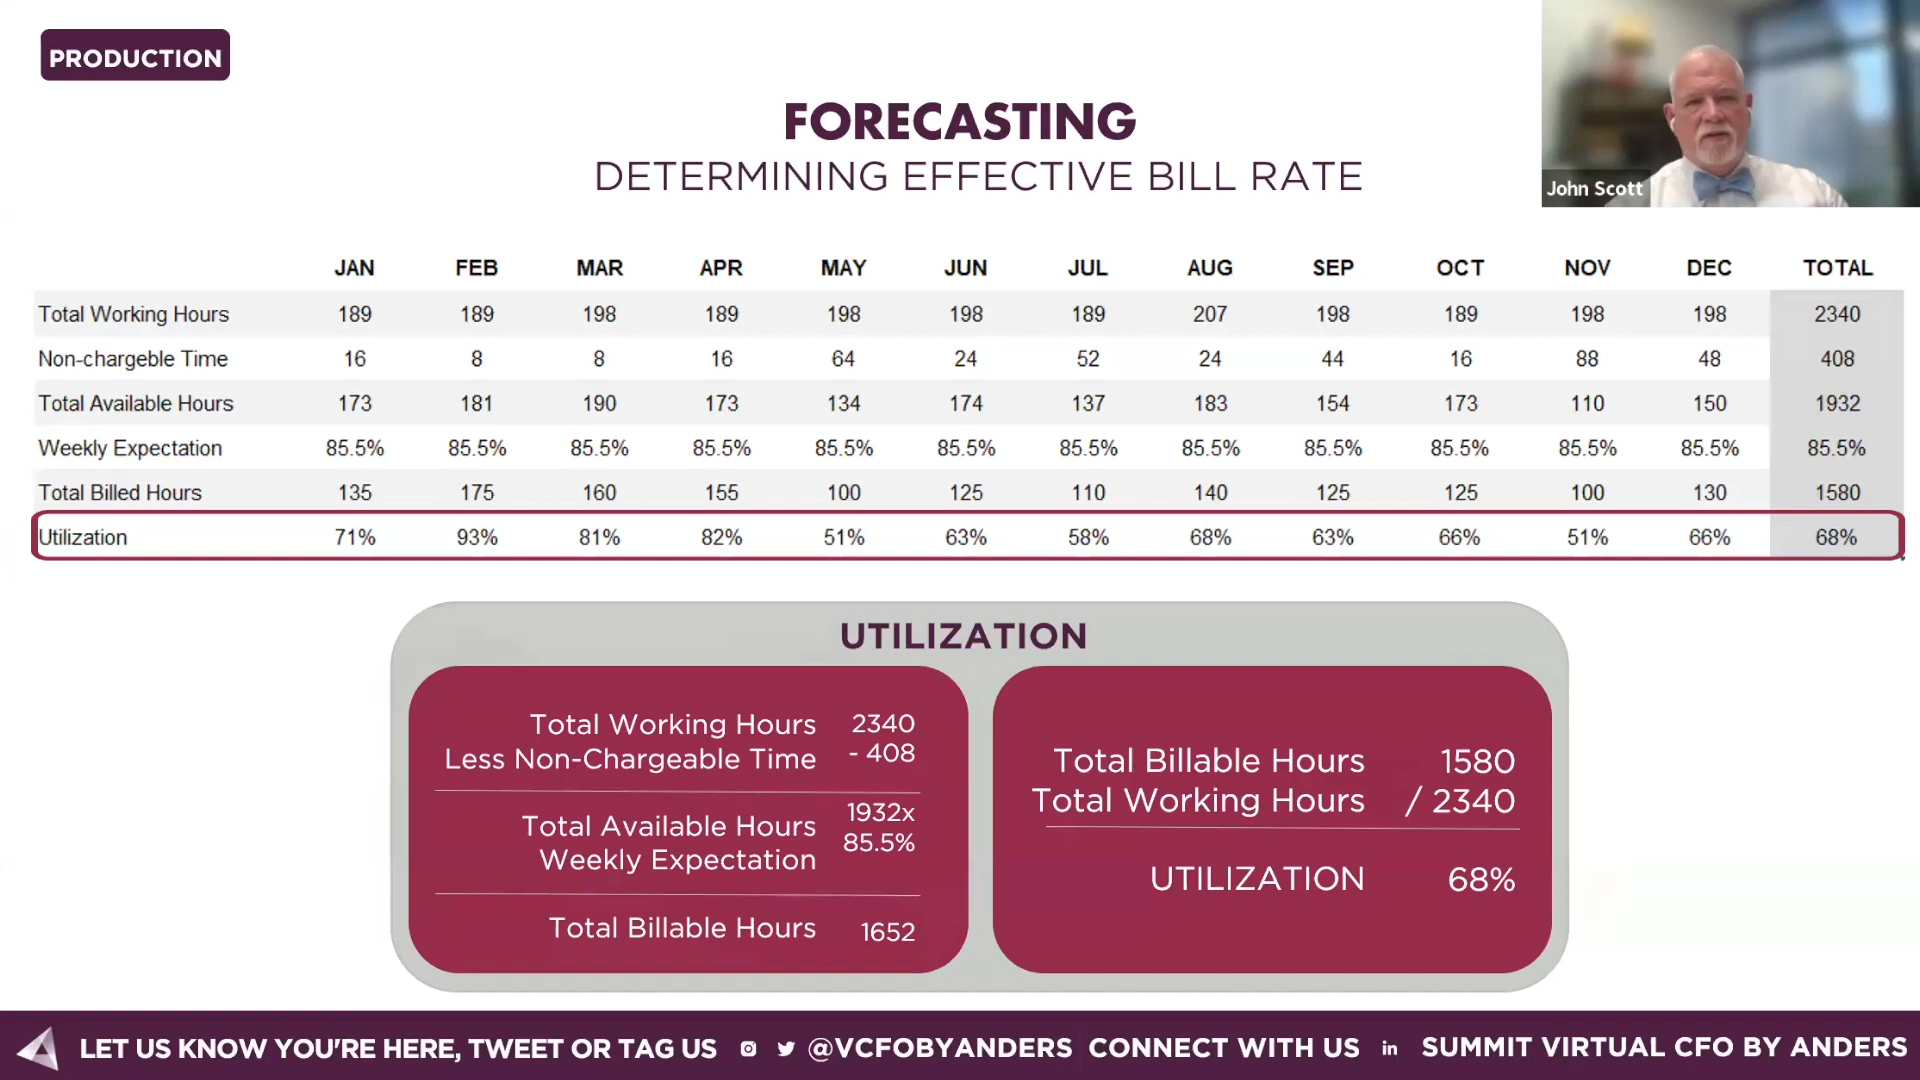 PRODUCTION
FORECASTING
DETERMINING EFFECTIVE BILL RATE
John Scott
JAN FEB MAR APR MAY JUN JUL AUG SEP OCT NOV DEC TOTAL
Total Working Hours 189 189 198 189 198 198 189 207 198 189 198 198 2340
Non-chargeble Time 16 8 8 16 64 24 52 24 44 16 88 48 408
Total Available Hours 173 181 190 173 134 174 137 183 154 173 110 150 1932
Weekly Expectation 85.5% 85.5% 85.5% 85.5% 85.5% 85.5% 85.5% 85.5% 85.5% 85.5% 85.5% 85.5% 85.5%
Total Billed Hours 135 175 160 155 100 125 110 140 125 125 100 130 1580
Utilization 71% 93% 81% 82% 51% 63% 58% 68% 63% 66% 51% 66% 68%
UTILIZATION
Total Working Hours 2340
Less Non-Chargeable Time - 408
Total Available Hours 1932x
Weekly Expectation 85.5%
Total Billable Hours 1652
Total Billable Hours 1580
Total Working Hours / 2340
UTILIZATION 68%
LET US KNOW YOU'RE HERE, TWEET OR TAG US @VCFOBYANDERS CONNECT WITH US in SUMMIT VIRTUAL CFO BY ANDERS